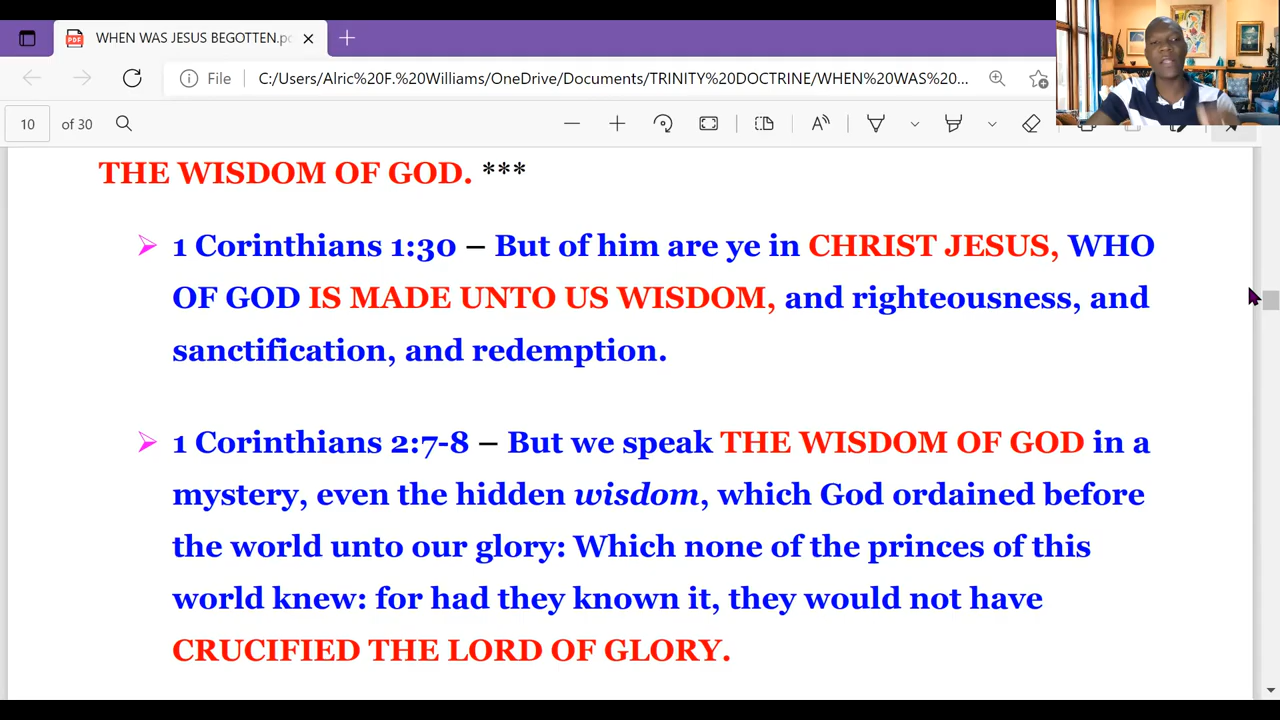 WHEN WAS JESUS BEGOTTEN.pd
File C:/Users/Alric%20F.%20Williams/OneDrive/Documents/TRINITY%20DOCTRINE/WHEN%20WAS%20...
10 of 30
THE WISDOM OF GOD. ***
➢ 1 Corinthians 1:30 – But of him are ye in CHRIST JESUS, WHO
OF GOD IS MADE UNTO US WISDOM, and righteousness, and
sanctification, and redemption.
➢ 1 Corinthians 2:7-8 – But we speak THE WISDOM OF GOD in a
mystery, even the hidden wisdom, which God ordained before
the world unto our glory: Which none of the princes of this
world knew: for had they known it, they would not have
CRUCIFIED THE LORD OF GLORY.